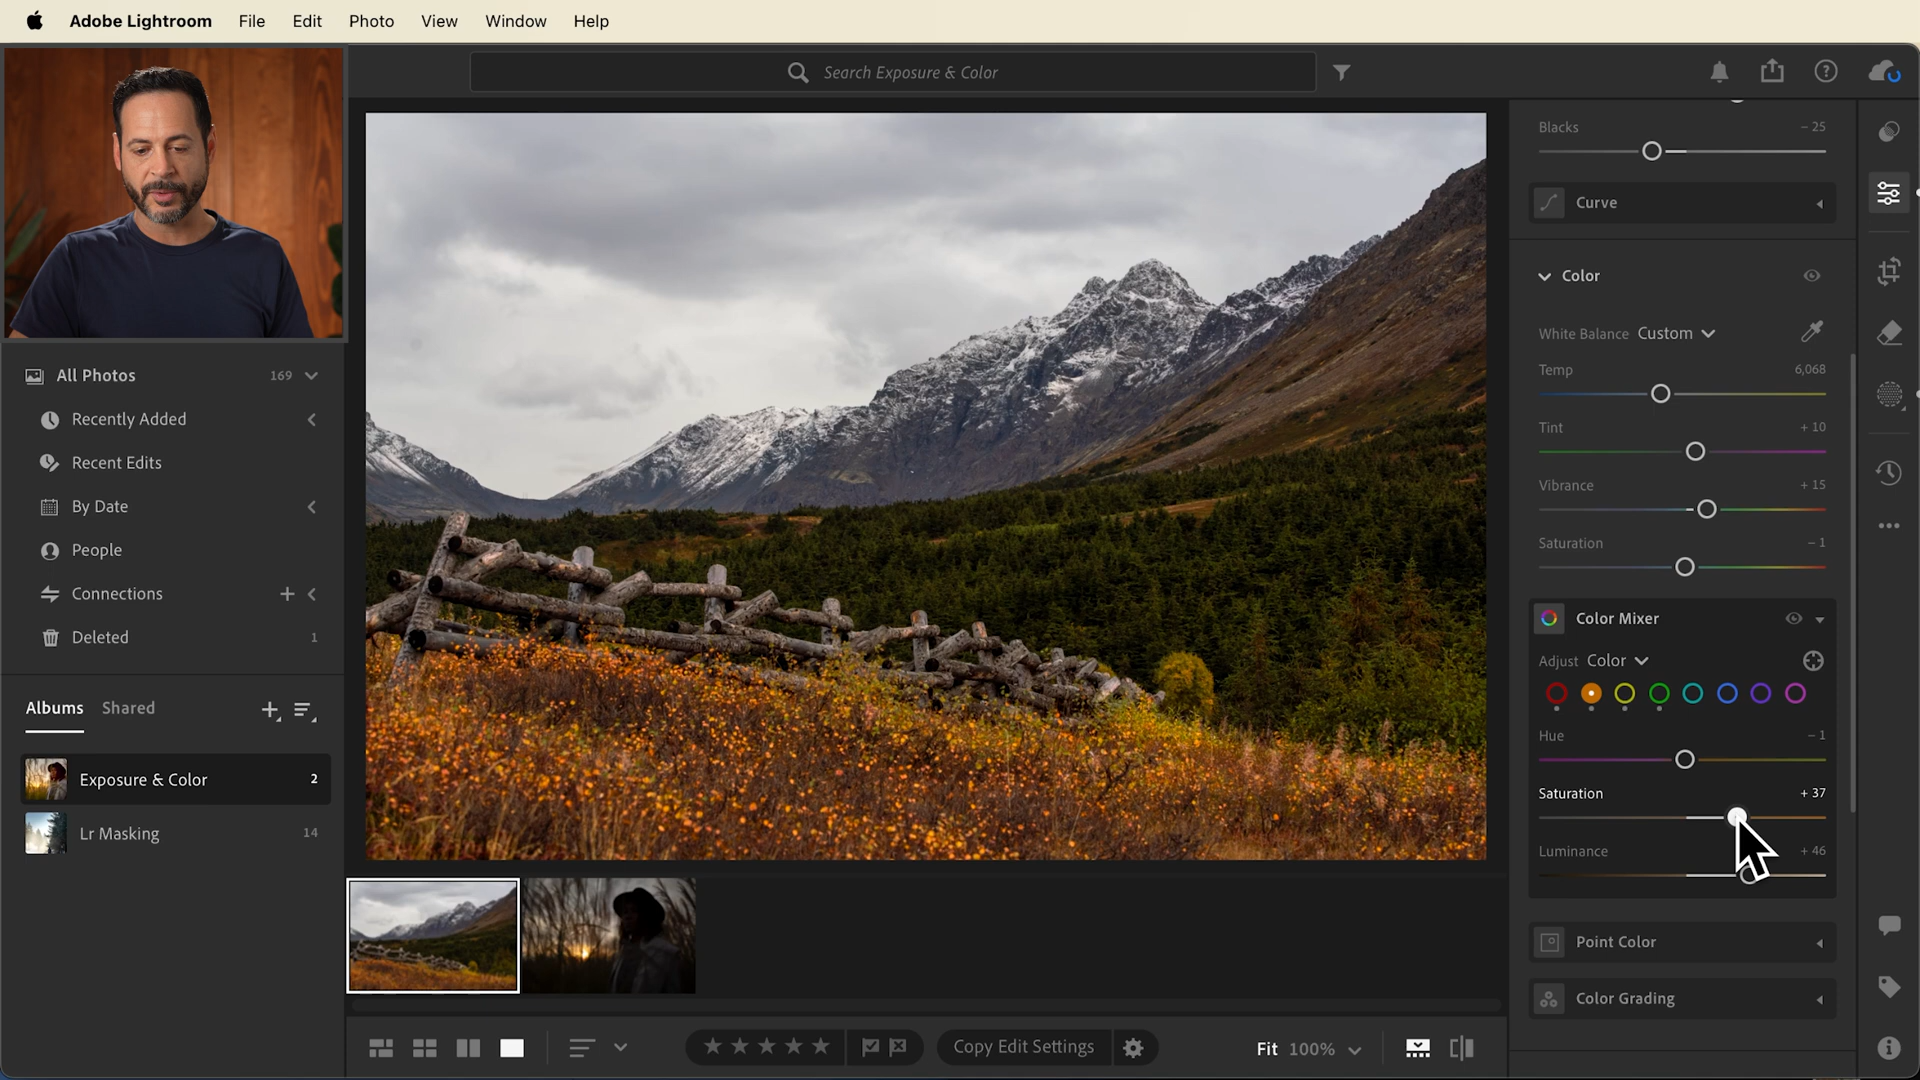 Adobe Lightroom File Edit Photo View Window Help
Search Exposure & Color
All Photos 169
Recently Added
Recent Edits
By Date
People
Connections
Deleted 1
Albums Shared
Exposure & Color 2
Lr Masking 14
Copy Edit Settings
Fit 100%
Blacks - 25
Curve
Color
White Balance Custom
Temp 6,068
Tint + 10
Vibrance + 15
Saturation - 1
Color Mixer
Adjust Color
Hue - 1
Saturation + 37
Luminance + 46
Point Color
Color Grading